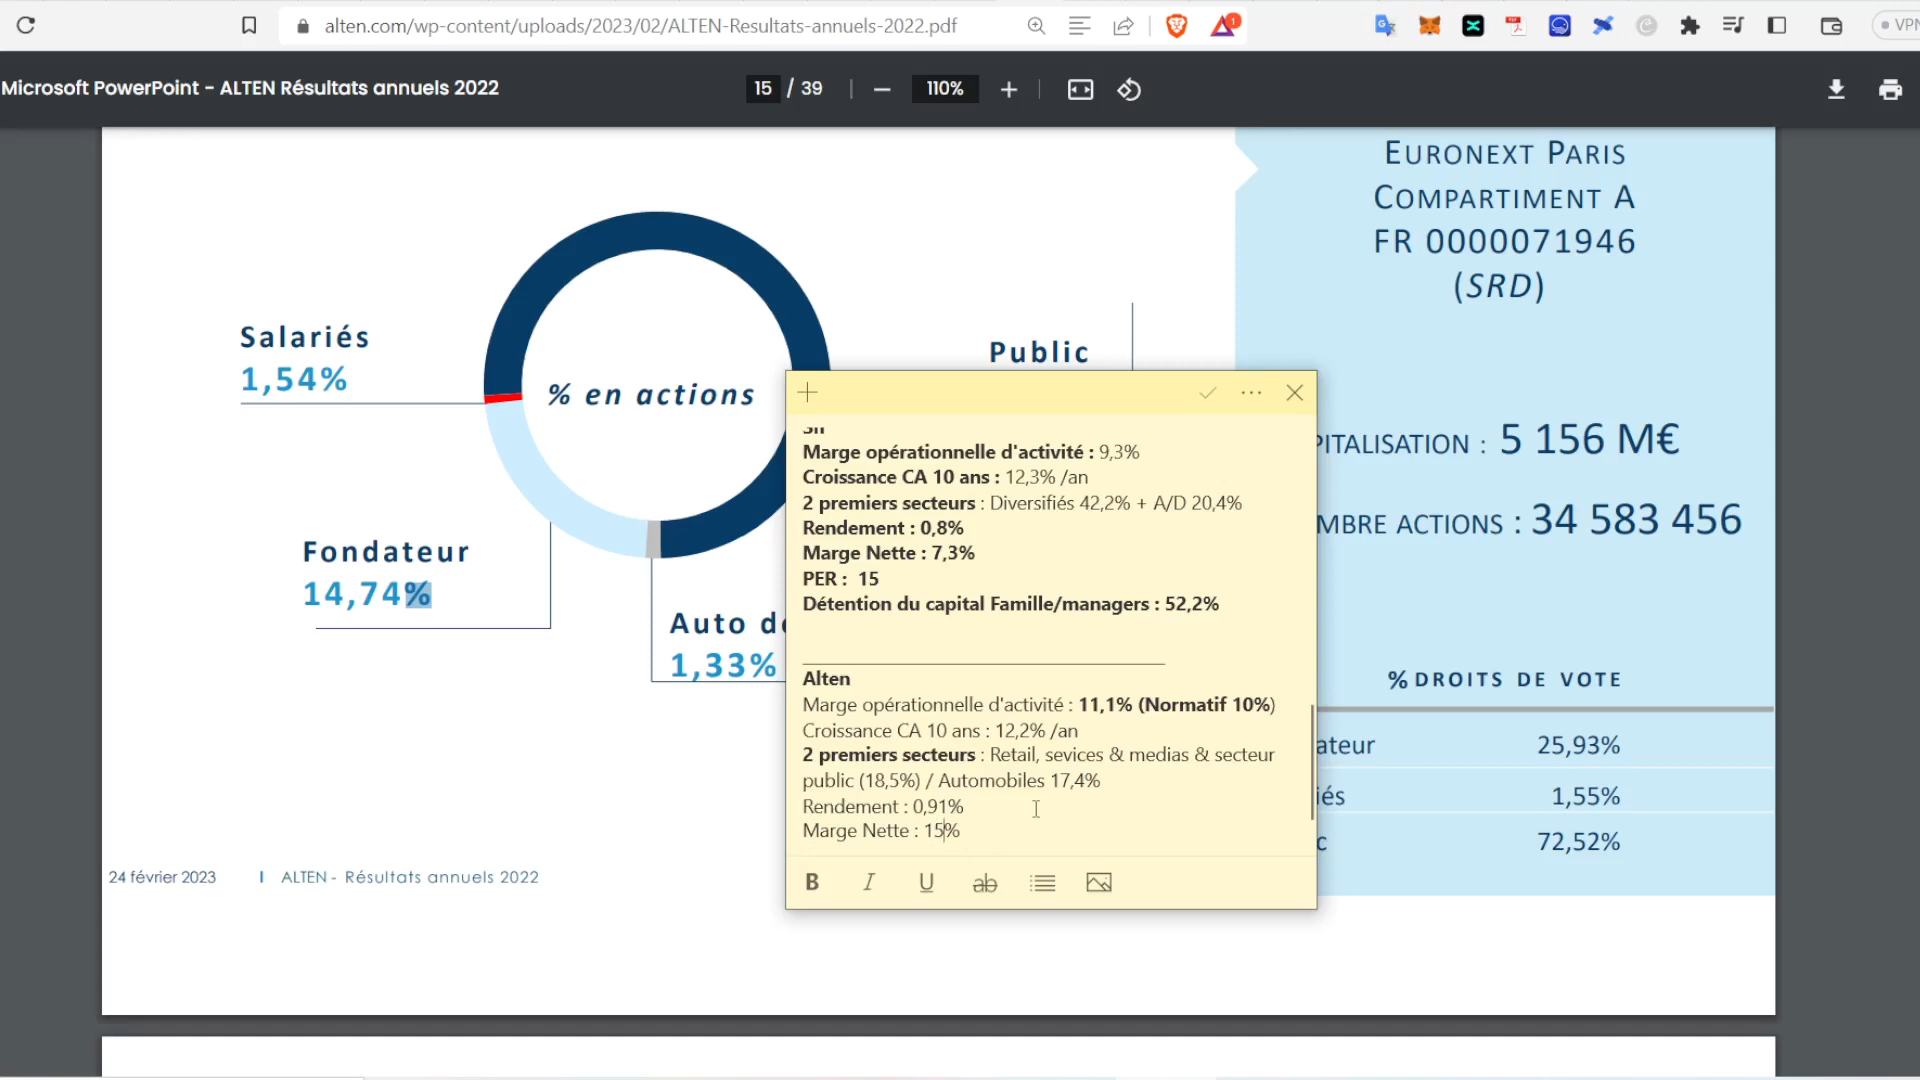 alten.com/wp-content/uploads/2023/02/ALTEN-Resultats-annuels-2022.pdf
1
VPN
Microsoft PowerPoint - ALTEN Résultats annuels 2022
15 / 39
110%
EURONEXT PARIS
COMPARTIMENT A
FR 0000071946
(SRD)
Salariés
1,54%
% en actions
Public
PITALISATION : 5 156 M€
MBRE ACTIONS : 34 583 456
Fondateur
14,74%
Auto d
1,33%
% DROITS DE VOTE
ateur 25,93%
iés 1,55%
c 72,52%
Marge opérationnelle d'activité : 9,3%
Croissance CA 10 ans : 12,3% /an
2 premiers secteurs : Diversifiés 42,2% + A/D 20,4%
Rendement : 0,8%
Marge Nette : 7,3%
PER : 15
Détention du capital Famille/managers : 52,2%
Alten
Marge opérationnelle d'activité : 11,1% (Normatif 10%)
Croissance CA 10 ans : 12,2% /an
2 premiers secteurs : Retail, sevices & medias & secteur
public (18,5%) / Automobiles 17,4%
Rendement : 0,91%
Marge Nette : 15%
B I U ab
24 février 2023 I ALTEN - Résultats annuels 2022